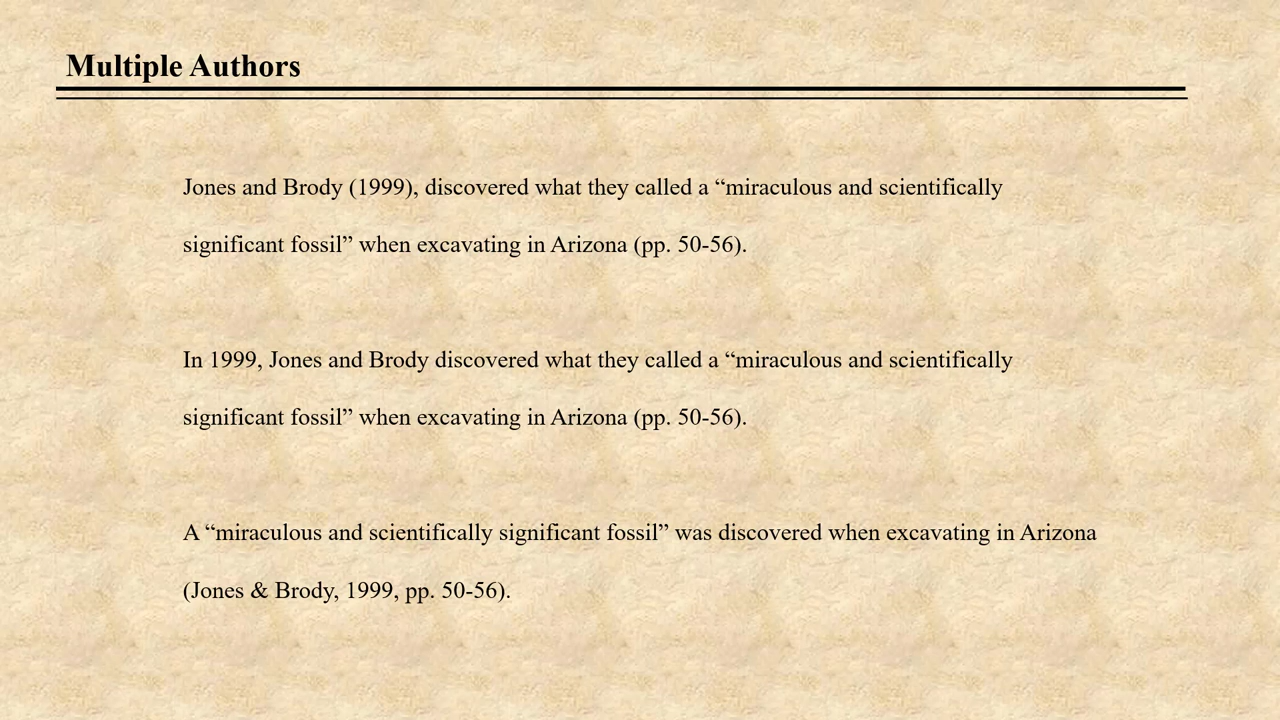 Multiple Authors
Jones and Brody (1999), discovered what they called a “miraculous and scientifically
significant fossil” when excavating in Arizona (pp. 50-56).
In 1999, Jones and Brody discovered what they called a “miraculous and scientifically
significant fossil” when excavating in Arizona (pp. 50-56).
A “miraculous and scientifically significant fossil” was discovered when excavating in Arizona
(Jones & Brody, 1999, pp. 50-56).